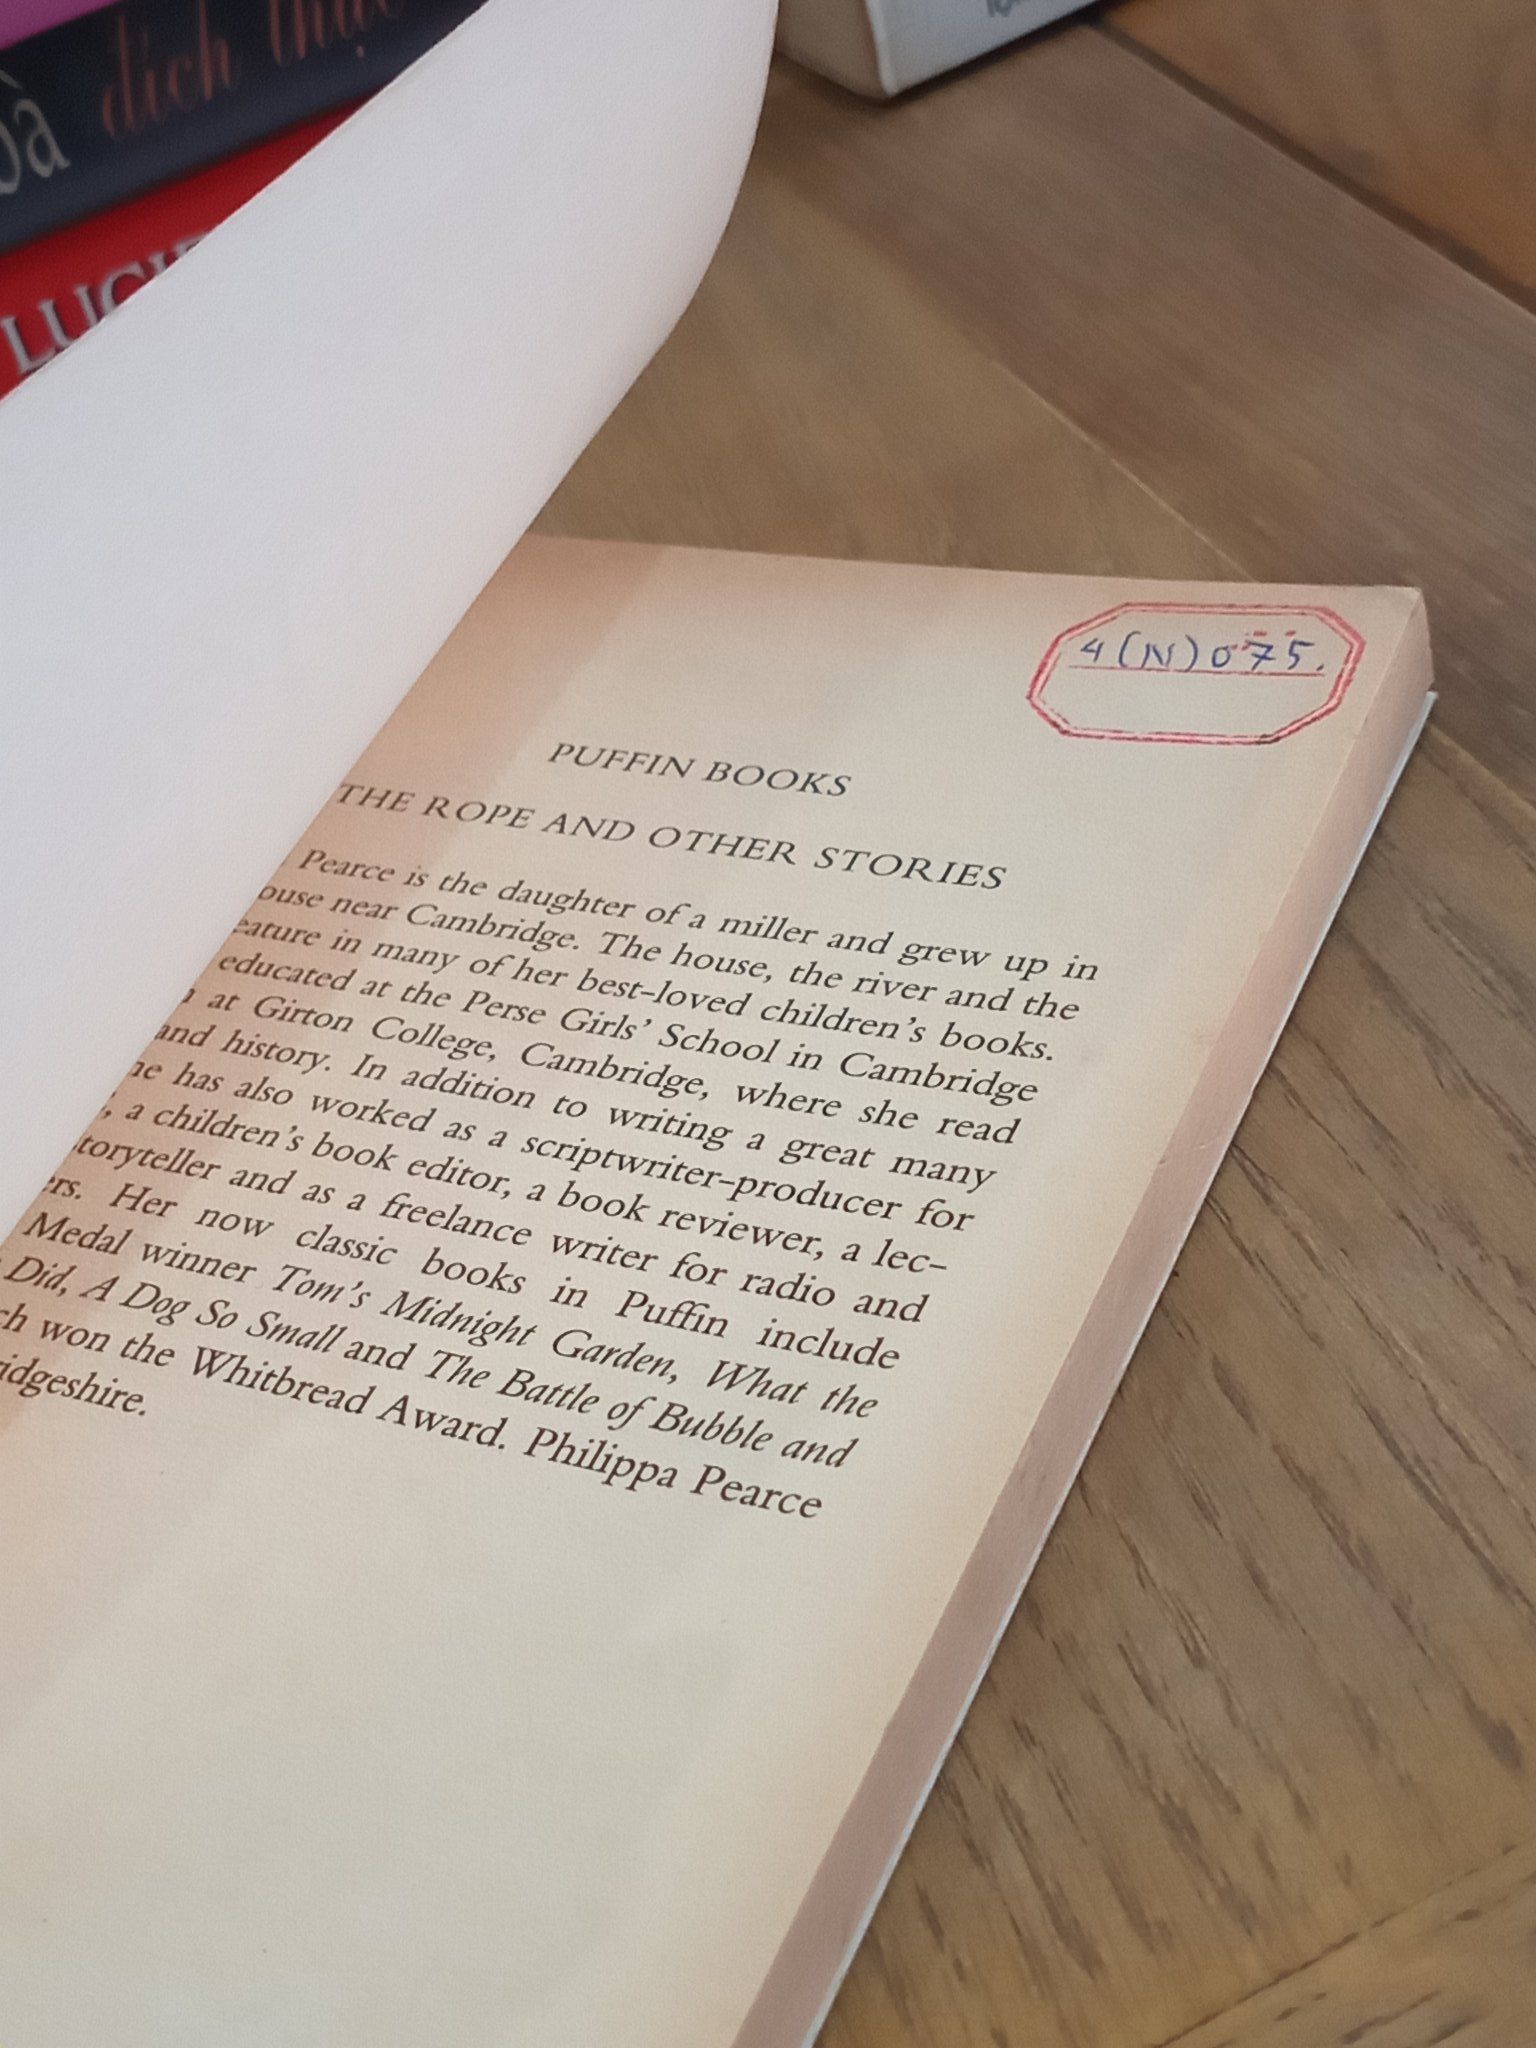 đích thực
oà
LUC
4 (N) 075.
PUFFIN BOOKS
THE ROPE AND OTHER STORIES
Pearce is the daughter of a miller and grew up in
ouse near Cambridge. The house, the river and the
eature in many of her best-loved children's books.
educated at the Perse Girls' School in Cambridge
at Girton College, Cambridge, where she read
and history. In addition to writing a great many
he has also worked as a scriptwriter-producer for
, a children's book editor, a book reviewer, a lec-
toryteller and as a freelance writer for radio and
ers. Her now classic books in Puffin include
Medal winner Tom's Midnight Garden, What the
Did, A Dog So Small and The Battle of Bubble and
ch won the Whitbread Award. Philippa Pearce
idgeshire.